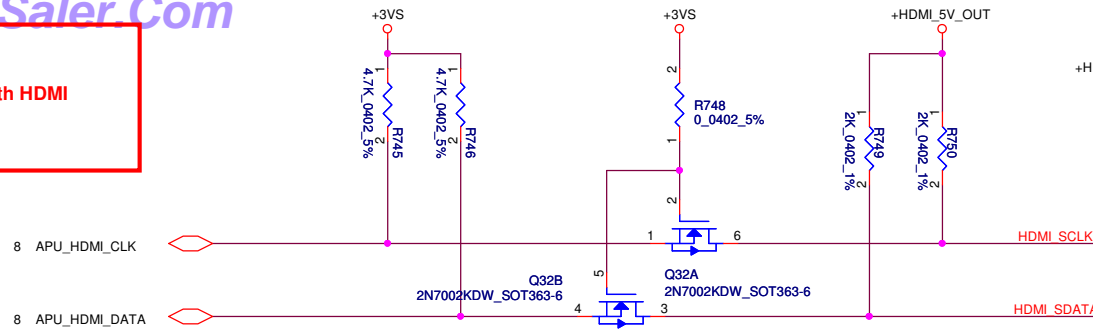 Saler.Com
+3VS
+3VS
+HDMI_5V_OUT
th HDMI
+H
1
4.7K_0402_5%
2
R745
1
4.7K_0402_5%
2
R746
2
R748
0_0402_5%
1
1
2K_0402_1%
2
R749
1
2K_0402_1%
2
R750
2
8 APU_HDMI_CLK
1
6
HDMI_SCLK
5
Q32B
2N7002KDW_SOT363-6
Q32A
2N7002KDW_SOT363-6
8 APU_HDMI_DATA
4
3
HDMI_SDATA